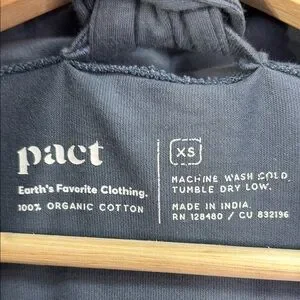 pact
Earth's Favorite Clothing.
100% ORGANIC COTTON
XS
MACHINE WASH COLD,
TUMBLE DRY LOW.
MADE IN INDIA.
RN 128480 / CU 832196